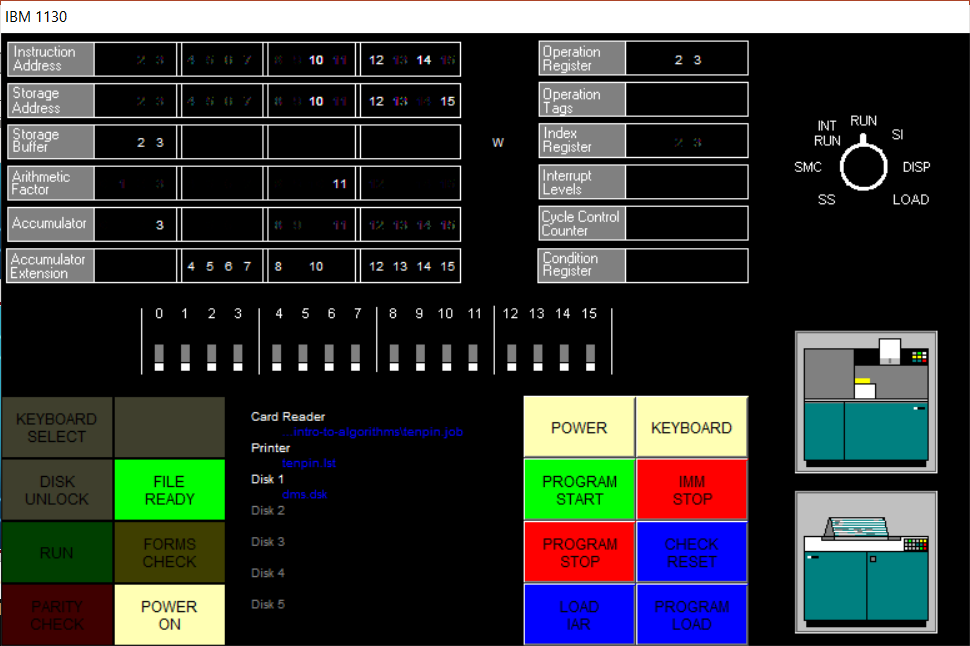 IBM 1130
Instruction
Address
2 3 4 5 6 7 8 9 10 11 12 13 14 15
Operation
Register
2 3
Storage
Address
2 3 4 5 6 7 8 9 10 11 12 13 14 15
Operation
Tags
Storage
Buffer
2 3
W
Index
Register
2 3
Arithmetic
Factor
1 3 11 12 15
Interrupt
Levels
Accumulator
3 8 9 11 12 13 14 15
Cycle Control
Counter
Accumulator
Extension
4 5 6 7 8 10 12 13 14 15
Condition
Register
RUN
INT
RUN
SI
SMC
DISP
SS
LOAD
0 1 2 3 4 5 6 7 8 9 10 11 12 13 14 15
KEYBOARD
SELECT
DISK
UNLOCK
FILE
READY
RUN
FORMS
CHECK
PARITY
CHECK
POWER
ON
Card Reader
...intro-to-algorithms\tenpin.job
Printer
tenpin.lst
Disk 1
dms.dsk
Disk 2
Disk 3
Disk 4
Disk 5
POWER
KEYBOARD
PROGRAM
START
IMM
STOP
PROGRAM
STOP
CHECK
RESET
LOAD
IAR
PROGRAM
LOAD